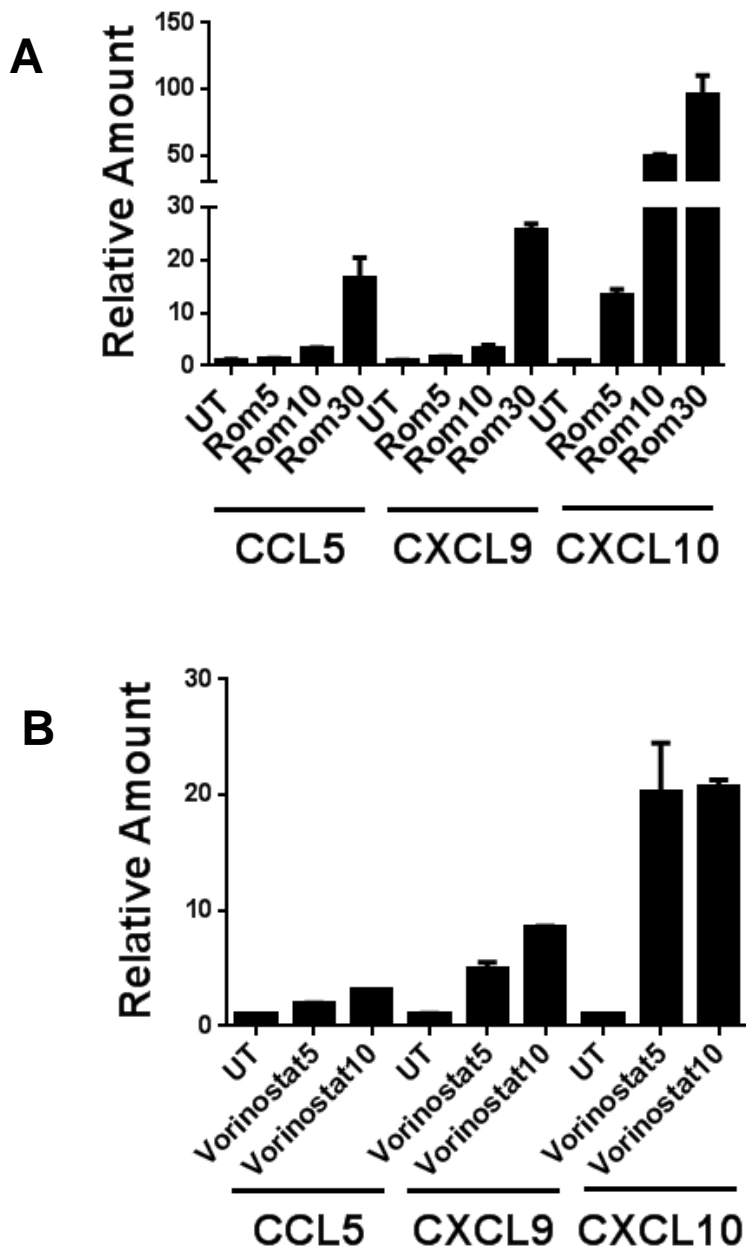 A
Relative Amount
150
100
50
30
20
10
0
UT
Rom5
Rom10
Rom30
UT
Rom5
Rom10
Rom30
UT
Rom5
Rom10
Rom30
CCL5
CXCL9
CXCL10
B
Relative Amount
30
20
10
0
UT
Vorinostat5
Vorinostat10
UT
Vorinostat5
Vorinostat10
UT
Vorinostat5
Vorinostat10
CCL5
CXCL9
CXCL10